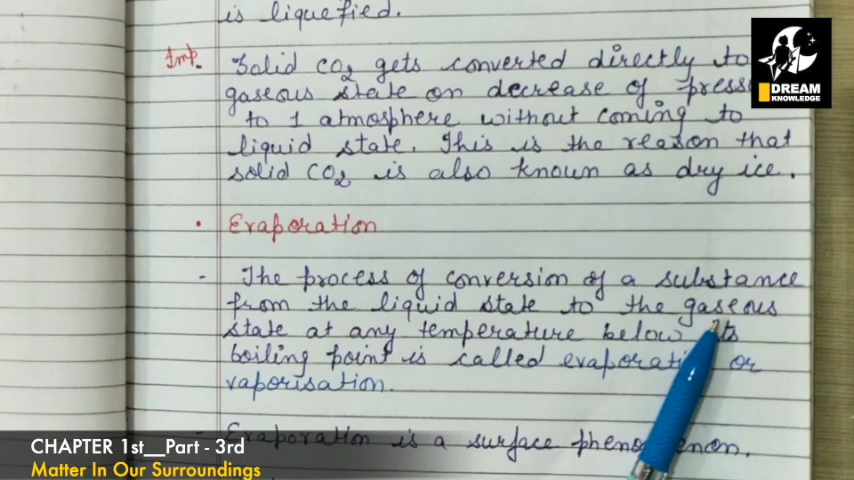 is liquefied.
Imp. Solid CO2 gets converted directly to
gaseous state on decrease of
to 1 atmosphere without coming to
liquid state. This is the reason that
solid CO2 is also known as dry ice.
• Evaporation
- The process of conversion of a substance
from the liquid state to the gaseous
state at any temperature below its
boiling point is called evaporation or
vaporisation.
- Evaporation is a surface phenomenon.
DREAM
KNOWLEDGE
CHAPTER 1st__Part - 3rd
Matter In Our Surroundings